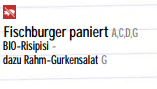 Fischburger paniert A,C,D,G
BIO-Risipisi -
dazu Rahm-Gurkensalat G